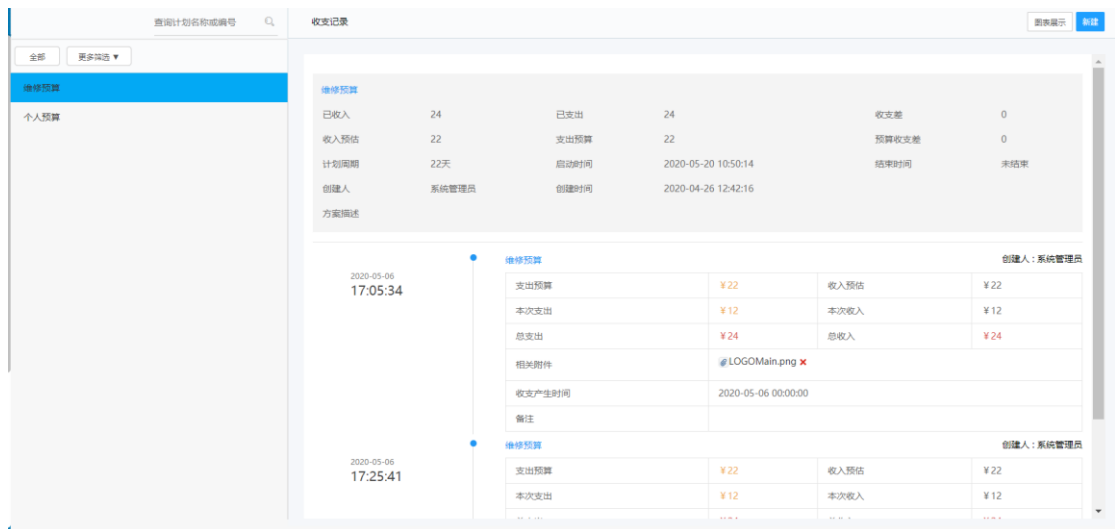 查询计划名称或编号
收支记录
图表展示 新建
全部 更多筛选 ▼
维修预算
个人预算
维修预算
已收入 24 已支出 24 收支差 0
收入预估 22 支出预算 22 预算收支差 0
计划周期 22天 启动时间 2020-05-20 10:50:14 结束时间 未结束
创建人 系统管理员 创建时间 2020-04-26 12:42:16
方案描述
2020-05-06
17:05:34
维修预算 创建人：系统管理员
支出预算 ¥22 收入预估 ¥22
本次支出 ¥12 本次收入 ¥12
总支出 ¥24 总收入 ¥24
相关附件 LOGOMain.png
收支产生时间 2020-05-06 00:00:00
备注
2020-05-06
17:25:41
维修预算 创建人：系统管理员
支出预算 ¥22 收入预估 ¥22
本次支出 ¥12 本次收入 ¥12